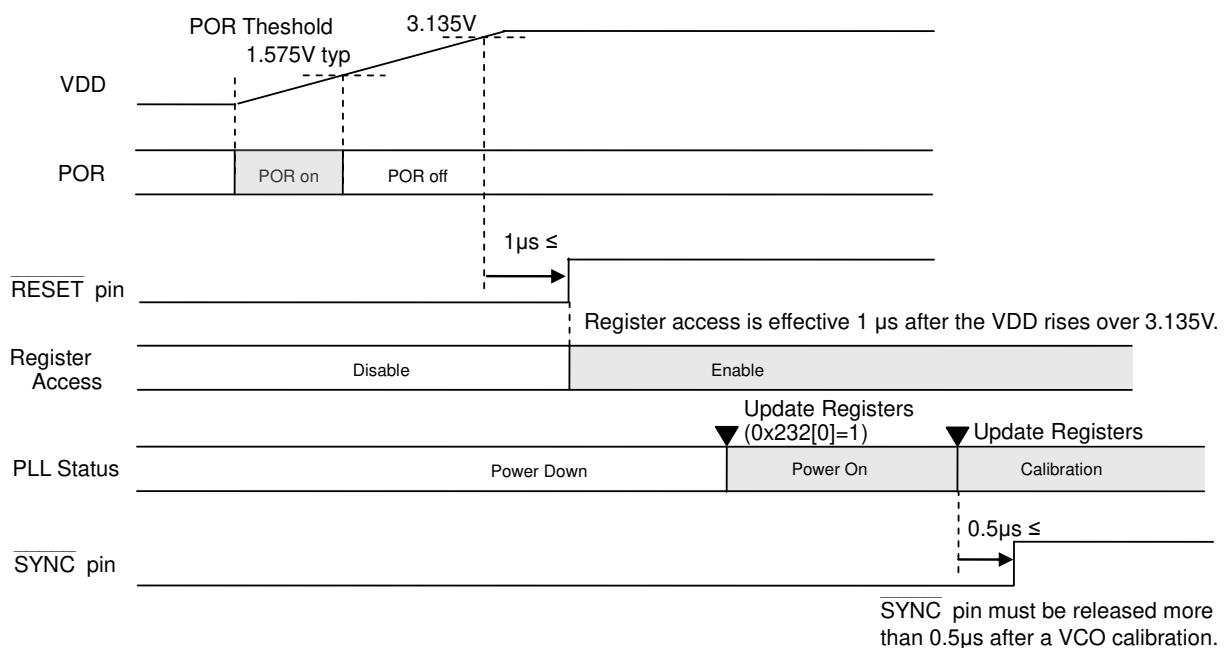 POR Theshold
1.575V typ
3.135V
VDD
POR
POR on
POR off
1µs ≤
RESET pin
Register access is effective 1 µs after the VDD rises over 3.135V.
Register
Access
Disable
Enable
Update Registers
(0x232[0]=1)
Update Registers
PLL Status
Power Down
Power On
Calibration
0.5µs ≤
SYNC pin
SYNC pin must be released more
than 0.5µs after a VCO calibration.